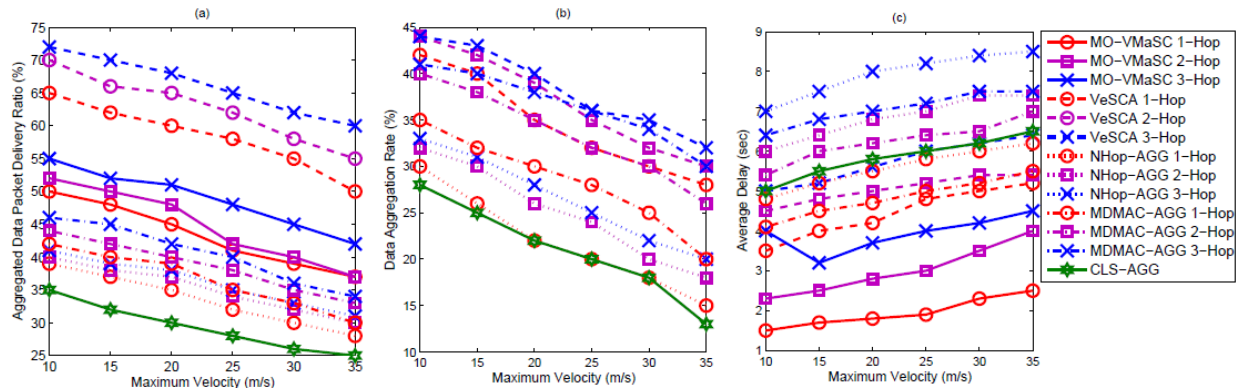 (a)
75
70
65
60
55
50
45
40
35
30
25
10
15
20
25
30
35
Aggregated Data Packet Delivery Ratio (%)
Maximum Velocity (m/s)
(b)
45
40
35
30
25
20
15
10
10
15
20
25
30
35
Data Aggregation Rate (%)
Maximum Velocity (m/s)
(c)
9
8
7
6
5
4
3
2
1
10
15
20
25
30
35
Average Delay (sec)
Maximum Velocity (m/s)
MO-VMaSC 1-Hop
MO-VMaSC 2-Hop
MO-VMaSC 3-Hop
VeSCA 1-Hop
VeSCA 2-Hop
VeSCA 3-Hop
NHop-AGG 1-Hop
NHop-AGG 2-Hop
NHop-AGG 3-Hop
MDMAC-AGG 1-Hop
MDMAC-AGG 2-Hop
MDMAC-AGG 3-Hop
CLS-AGG